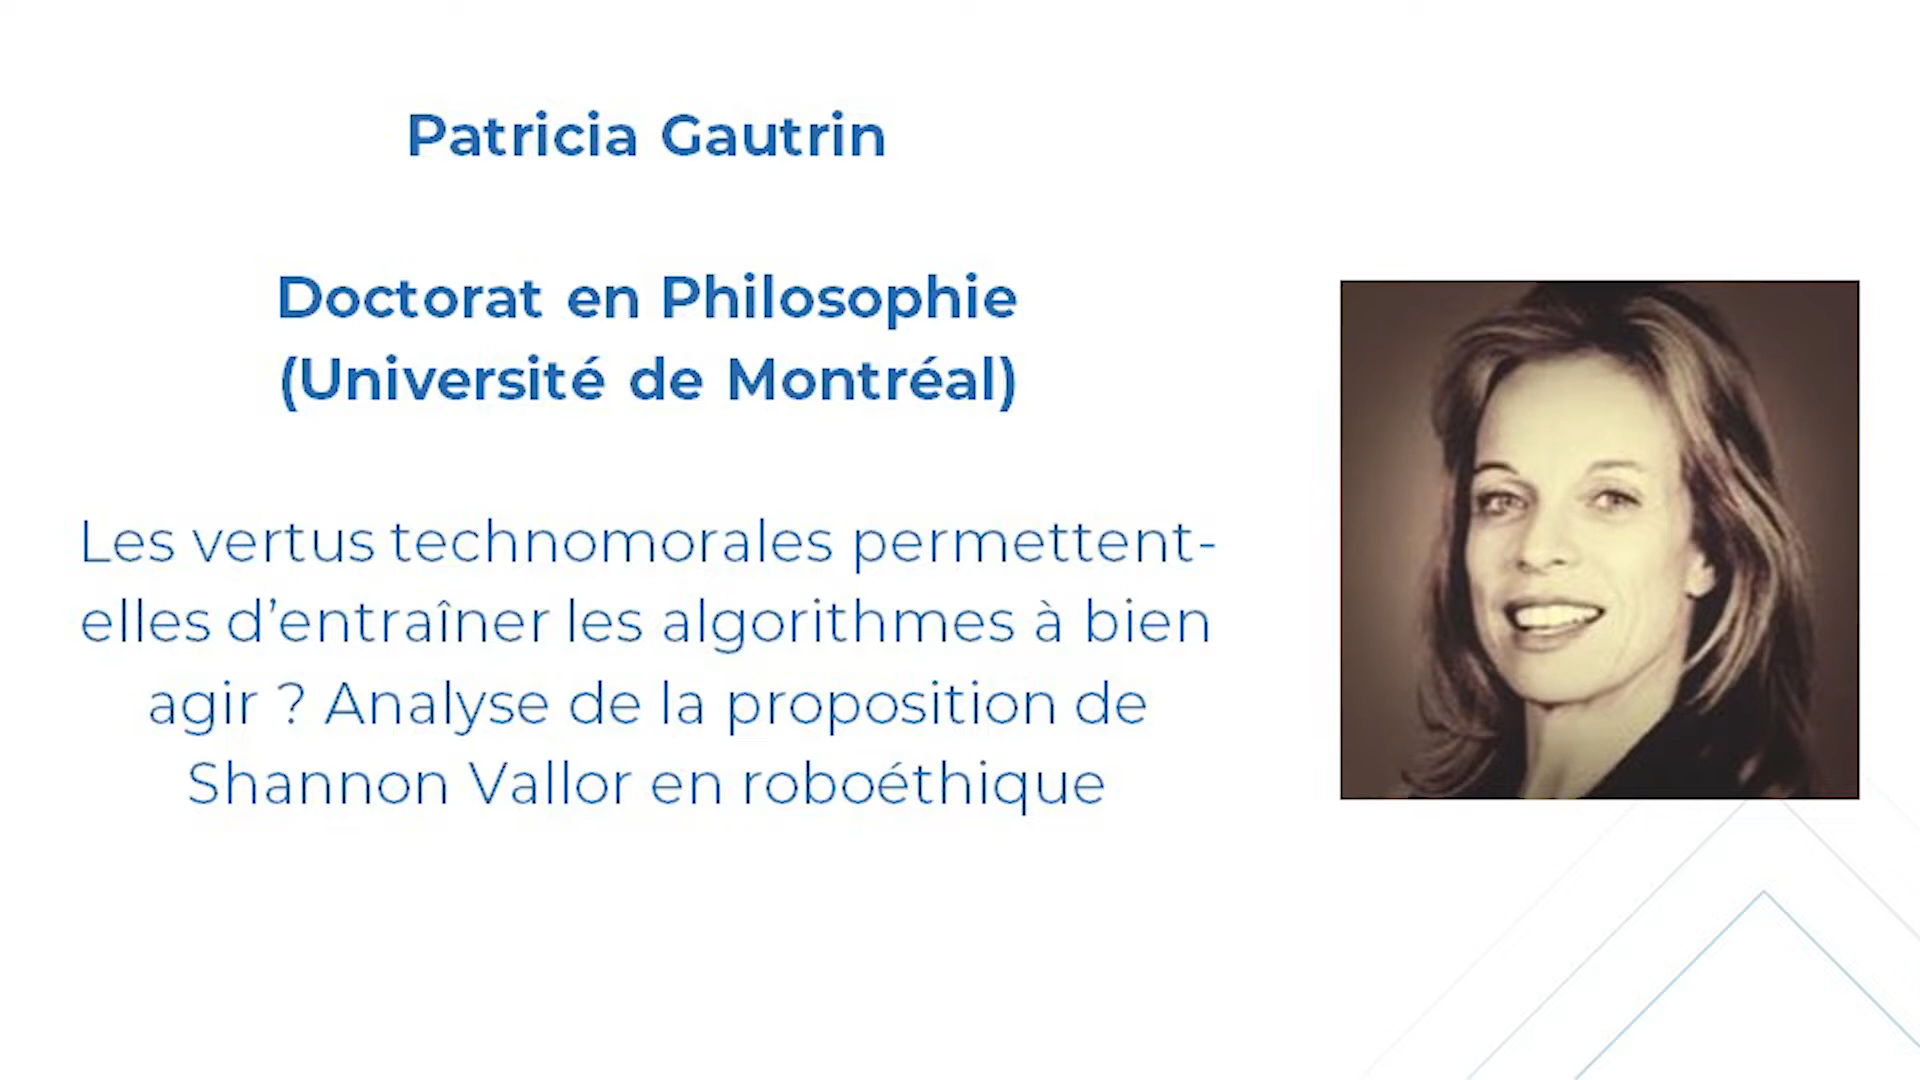 Patricia Gautrin
Doctorat en Philosophie
(Université de Montréal)
Les vertus technomorales permettent-
elles d’entraîner les algorithmes à bien
agir ? Analyse de la proposition de
Shannon Vallor en roboéthique